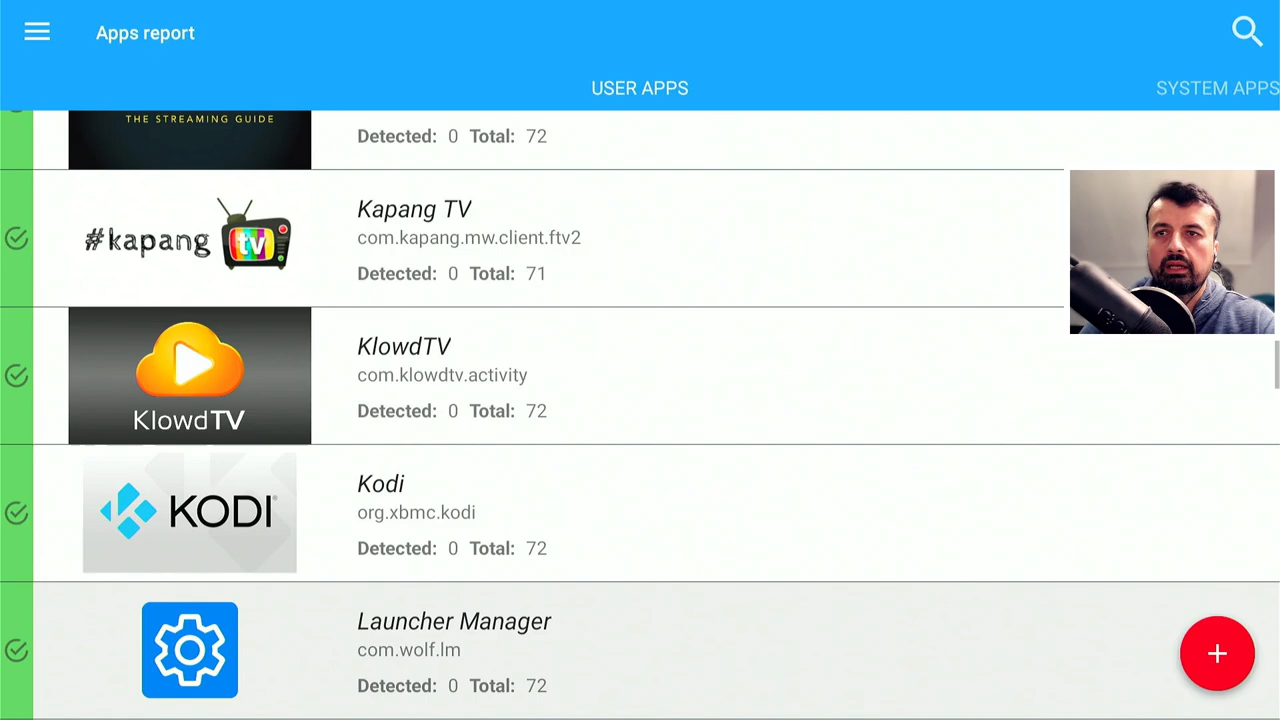 Apps report
USER APPS
SYSTEM APPS
THE STREAMING GUIDE
Detected: 0 Total: 72
#kapang tv
Kapang TV
com.kapang.mw.client.ftv2
Detected: 0 Total: 71
KlowdTV
KlowdTV
com.klowdtv.activity
Detected: 0 Total: 72
KODI
Kodi
org.xbmc.kodi
Detected: 0 Total: 72
Launcher Manager
com.wolf.lm
Detected: 0 Total: 72